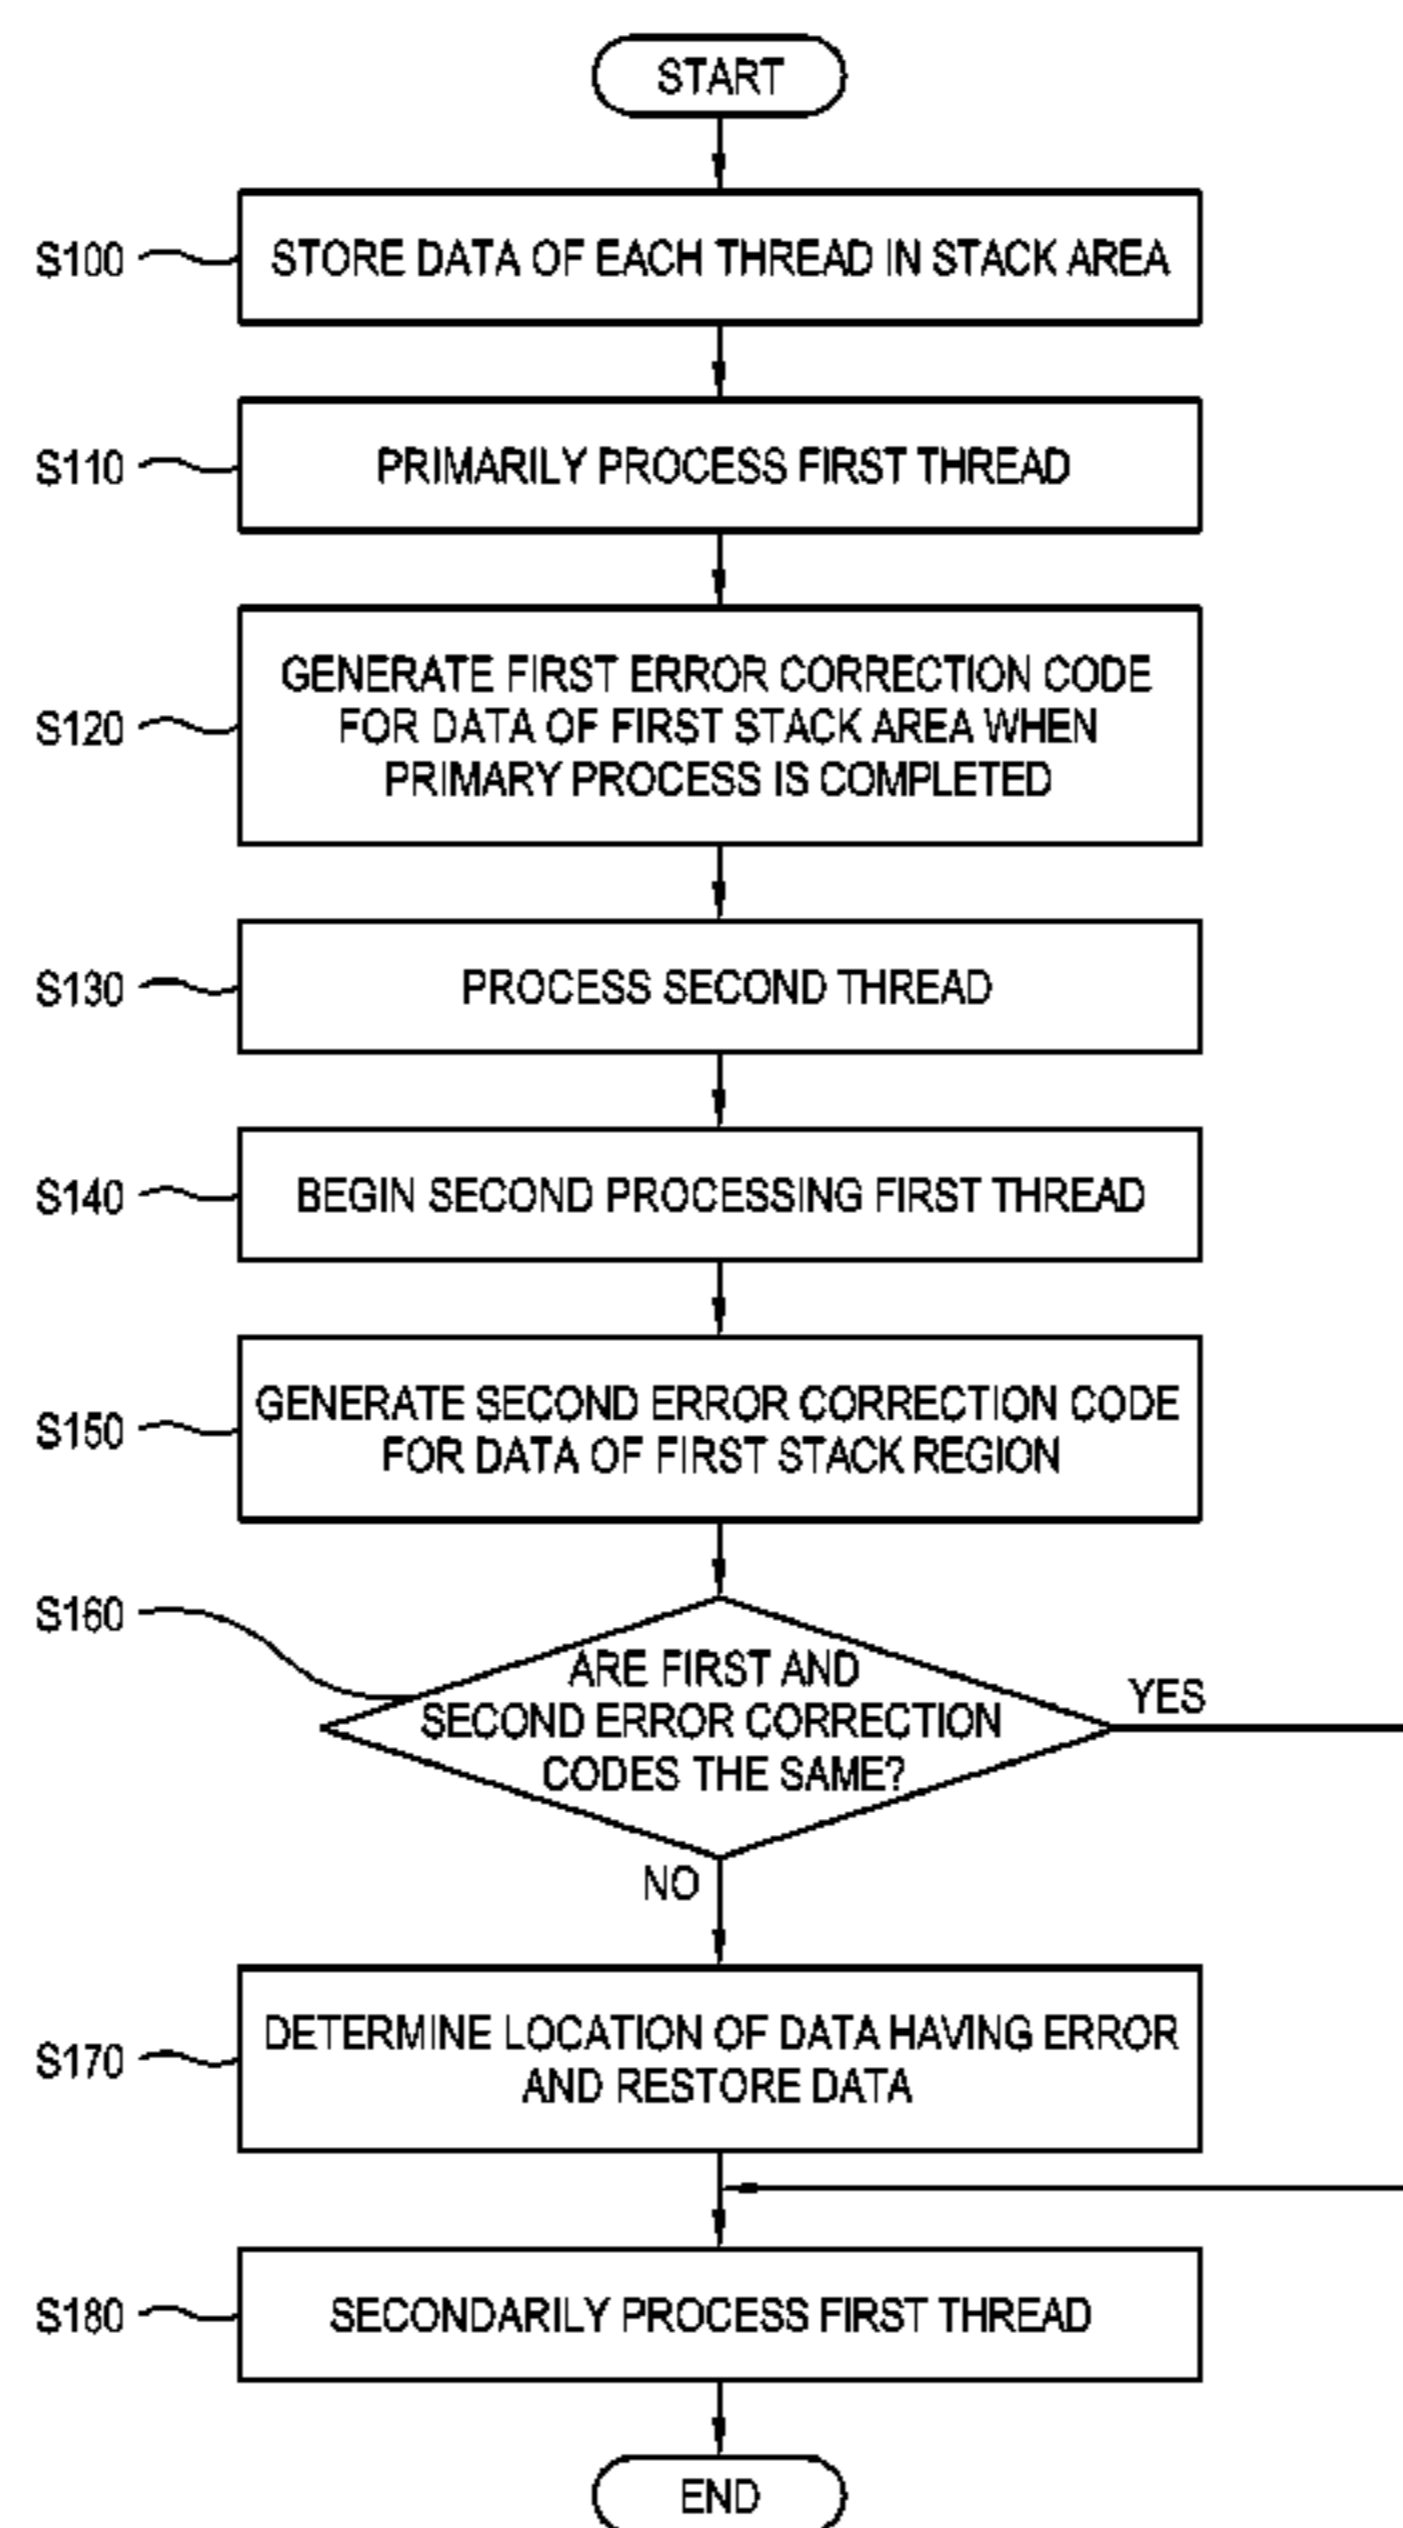 START
S100
STORE DATA OF EACH THREAD IN STACK AREA
S110
PRIMARILY PROCESS FIRST THREAD
S120
GENERATE FIRST ERROR CORRECTION CODE
FOR DATA OF FIRST STACK AREA WHEN
PRIMARY PROCESS IS COMPLETED
S130
PROCESS SECOND THREAD
S140
BEGIN SECOND PROCESSING FIRST THREAD
S150
GENERATE SECOND ERROR CORRECTION CODE
FOR DATA OF FIRST STACK REGION
S160
ARE FIRST AND
SECOND ERROR CORRECTION
CODES THE SAME?
YES
NO
S170
DETERMINE LOCATION OF DATA HAVING ERROR
AND RESTORE DATA
S180
SECONDARILY PROCESS FIRST THREAD
END